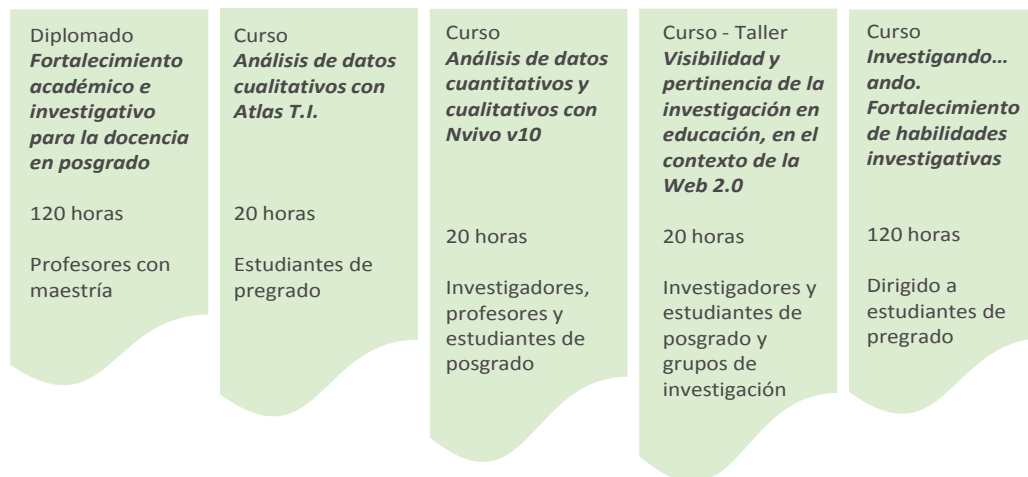 Diplomado
Fortalecimiento
académico e
investigativo
para la docencia
en posgrado
120 horas
Profesores con
maestría
Curso
Análisis de datos
cualitativos con
Atlas T.I.
20 horas
Estudiantes de
pregrado
Curso
Análisis de datos
cuantitativos y
cualitativos con
Nvivo v10
20 horas
Investigadores,
profesores y
estudiantes de
posgrado
Curso - Taller
Visibilidad y
pertinencia de la
investigación en
educación, en el
contexto de la
Web 2.0
20 horas
Investigadores y
estudiantes de
posgrado y
grupos de
investigación
Curso
Investigando…
ando.
Fortalecimiento
de habilidades
investigativas
120 horas
Dirigido a
estudiantes de
pregrado